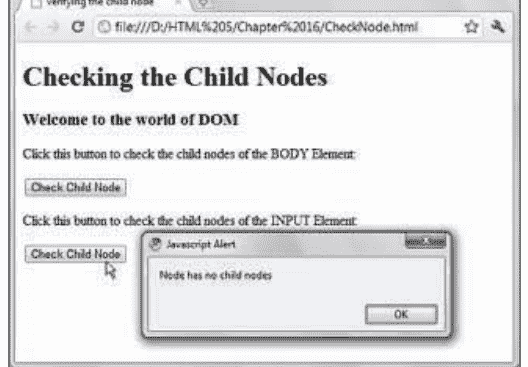 Verifying the child node
file:///D:/HTML%205/Chapter%2016/CheckNode.html
Checking the Child Nodes
Welcome to the world of DOM
Click this button to check the child nodes of the BODY Element:
Check Child Node
Click this button to check the child nodes of the INPUT Element:
Check Child Node
Javascript Alert
Node has no child nodes
OK